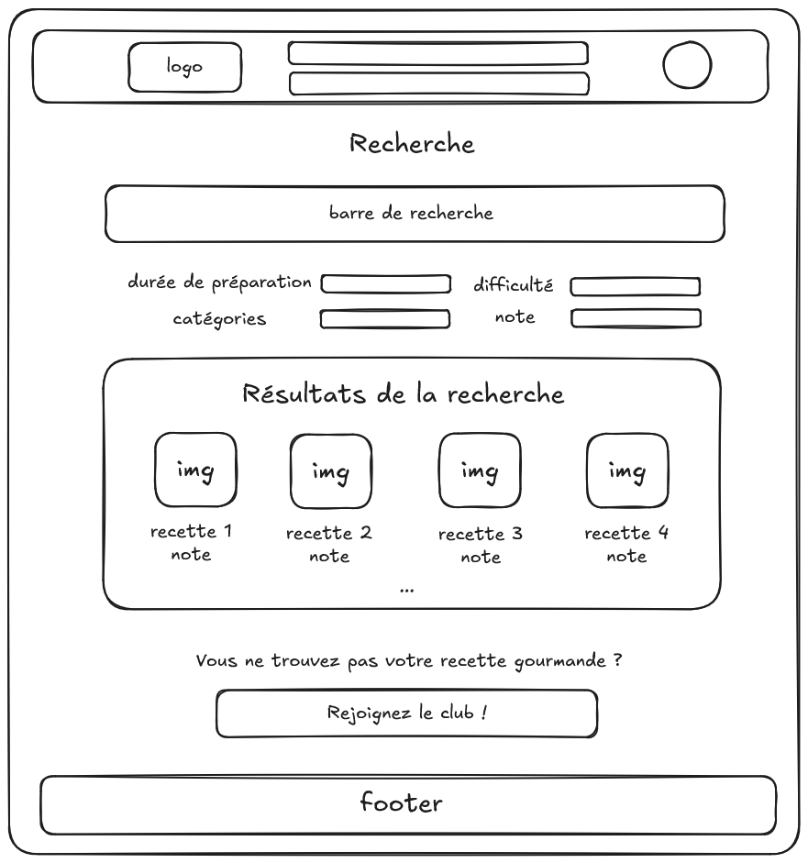 logo
Recherche
barre de recherche
durée de préparation
difficulté
catégories
note
Résultats de la recherche
img
img
img
img
recette 1
recette 2
recette 3
recette 4
note
note
note
note
...
Vous ne trouvez pas votre recette gourmande ?
Rejoignez le club !
footer